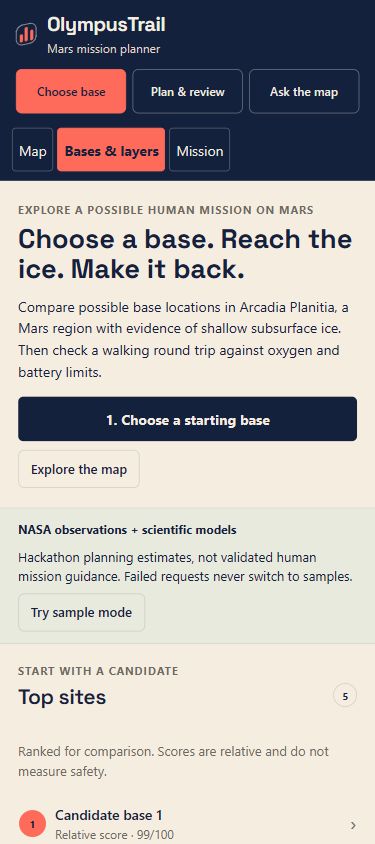 OlympusTrail
Mars mission planner
Choose base
Plan & review
Ask the map
Map
Bases & layers
Mission
EXPLORE A POSSIBLE HUMAN MISSION ON MARS
Choose a base. Reach the
ice. Make it back.
Compare possible base locations in Arcadia Planitia, a
Mars region with evidence of shallow subsurface ice.
Then check a walking round trip against oxygen and
battery limits.
1. Choose a starting base
Explore the map
NASA observations + scientific models
Hackathon planning estimates, not validated human
mission guidance. Failed requests never switch to samples.
Try sample mode
START WITH A CANDIDATE
Top sites
5
Ranked for comparison. Scores are relative and do not
measure safety.
1
Candidate base 1
Relative score · 99/100
›